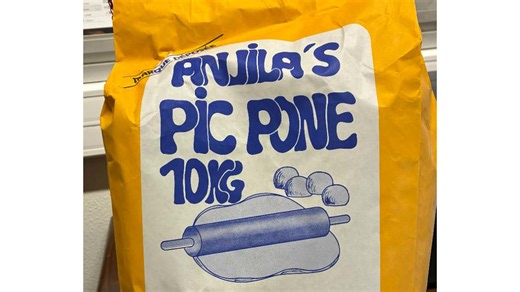 MARQUE DÉPOSÉE
ANJILA'S
PIC PONE
10KG